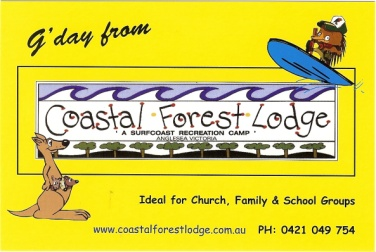 G'day from
Coastal Forest Lodge
' A SURFCOAST RECREATION CAMP '
ANGLESEA VICTORIA
Ideal for Church, Family & School Groups
www.coastalforestlodge.com.au PH: 0421 049 754